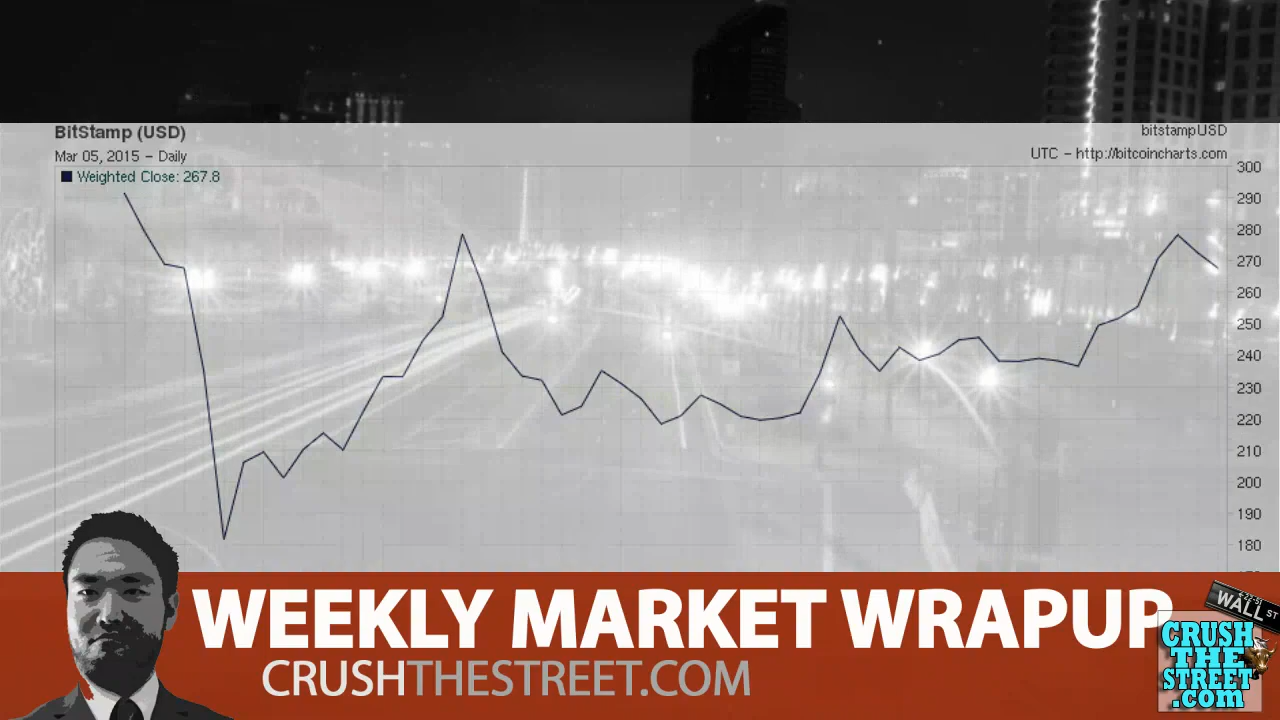 BitStamp (USD)
bitstampUSD
Mar 05, 2015 – Daily
UTC – http://bitcoincharts.com
Weighted Close: 267.8
300
290
280
270
260
250
240
230
220
210
200
190
180
WEEKLY MARKET WRAPUP
CRUSHTHESTREET.COM
WALL ST
CRUSH
THE
STREET
.com